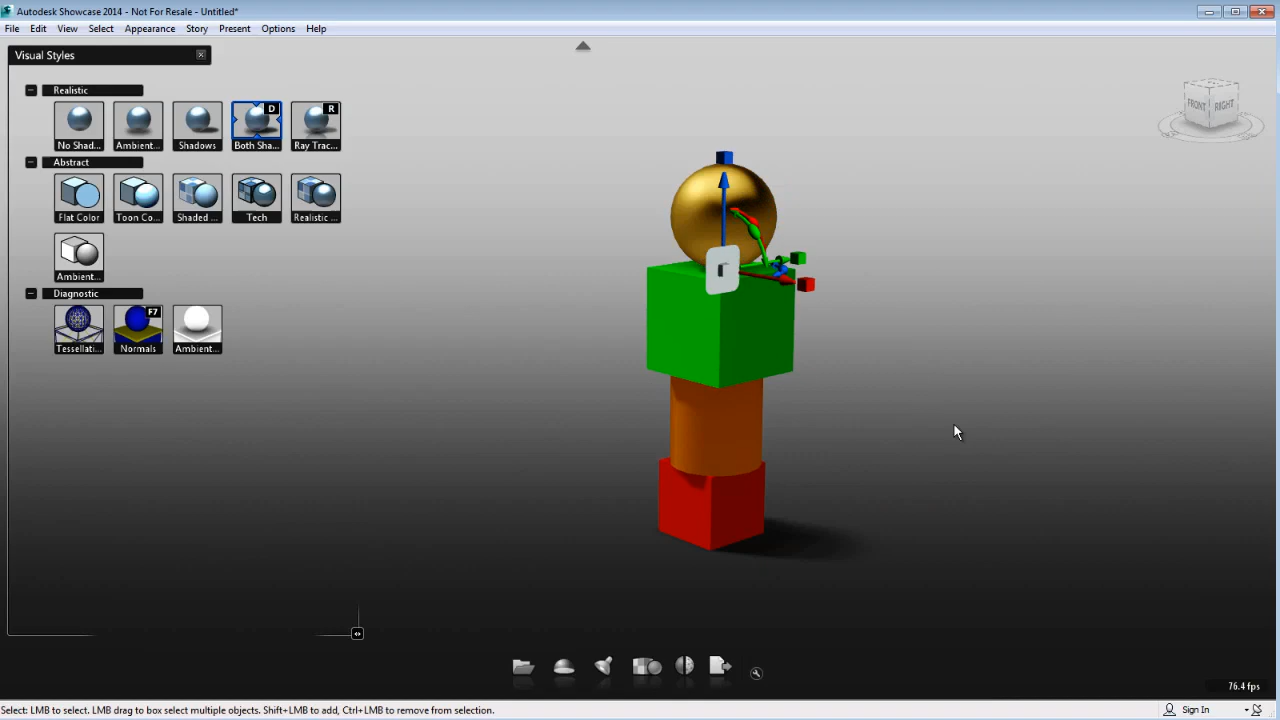 Autodesk Showcase 2014 - Not For Resale - Untitled*
File Edit View Select Appearance Story Present Options Help
Visual Styles
Realistic
D R
No Shad... Ambient... Shadows Both Sha... Ray Trac...
Abstract
Flat Color Toon Co... Shaded ... Tech Realistic ...
Ambient...
Diagnostic
F7
Tessellati... Normals Ambient...
FRONT RIGHT
76.4 fps
Select: LMB to select. LMB drag to box select multiple objects. Shift+LMB to add, Ctrl+LMB to remove from selection.
Sign In